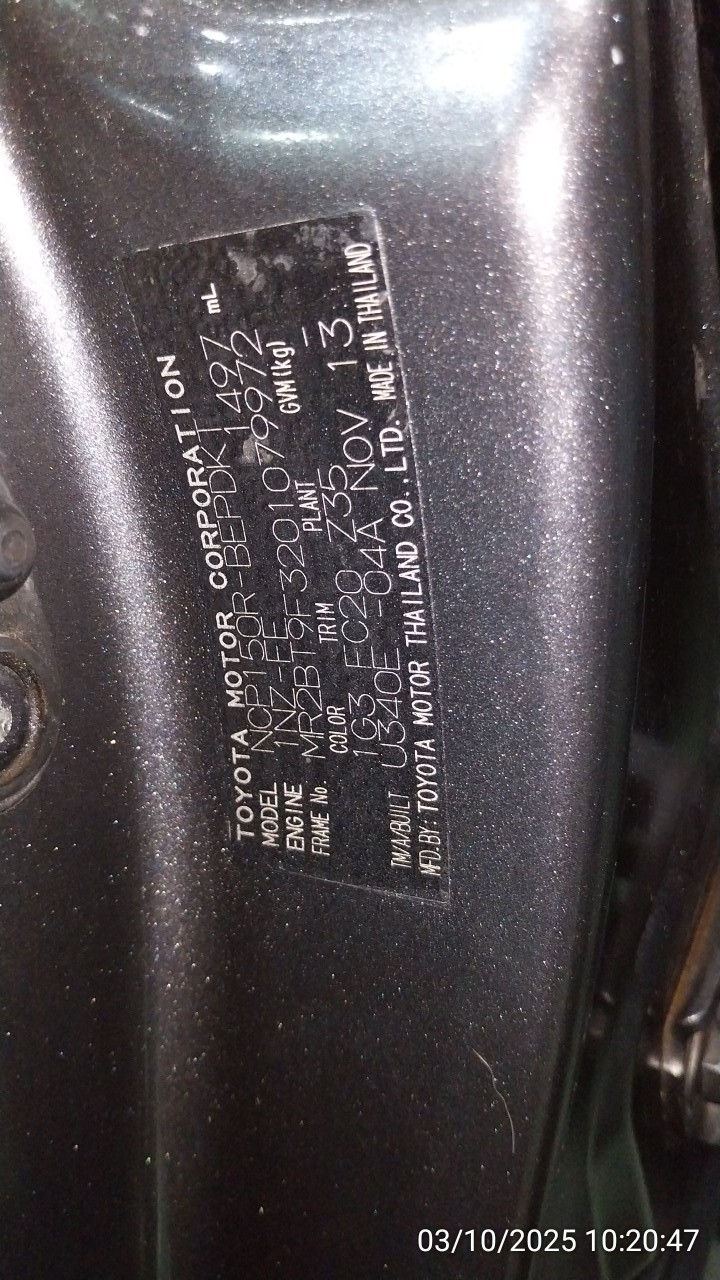 TOYOTA MOTOR CORPORATION
MODEL NCP150R-BEPDKT
ENGINE 1NZ-FE 1497 mL
FRAME No. MR2BT9F3201079972
COLOR TRIM PLANT GVM(kg)
1G3 FC20 Z35 -
TM/A/BUILT U340E -04A NOV 13
MFD.BY:TOYOTA MOTOR THAILAND CO.,LTD. MADE IN THAILAND
03/10/2025 10:20:47